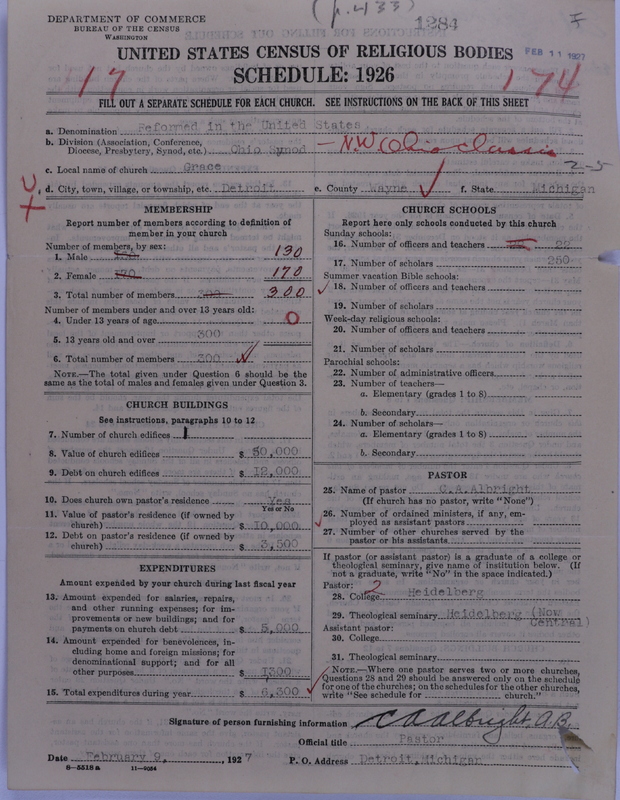 (p.433)
1284
DEPARTMENT OF COMMERCE
BUREAU OF THE CENSUS
WASHINGTON
UNITED STATES CENSUS OF RELIGIOUS BODIES
FEB 11 1927
SCHEDULE: 1926
17
174
FILL OUT A SEPARATE SCHEDULE FOR EACH CHURCH. SEE INSTRUCTIONS ON THE BACK OF THIS SHEET
a. Denomination Reformed in the United States
b. Division (Association, Conference, Diocese, Presbytery, Synod, etc.) Ohio Synod - N.W. Ohio classis
c. Local name of church Grace 2-5
d. City, town, village, or township, etc. Detroit e. County Wayne f. State Michigan
MEMBERSHIP
Report number of members according to definition of
member in your church
Number of members, by sex:
1. Male 130
2. Female 170
3. Total number of members 300 300
Number of members under and over 13 years old:
4. Under 13 years of age 0
5. 13 years old and over 300
6. Total number of members 300
NOTE.—The total given under Question 6 should be
same as the total of males and females given under Question 3.
CHURCH BUILDINGS
See instructions, paragraphs 10 to 12
7. Number of church edifices 1
8. Value of church edifices $ 50,000
9. Debt on church edifices $ 12,000
10. Does church own pastor's residence Yes
Yes or No
11. Value of pastor's residence (if owned by
church) $ 10,000
12. Debt on pastor's residence (if owned by
church) $ 3,500
EXPENDITURES
Amount expended by your church during last fiscal year
13. Amount expended for salaries, repairs,
and other running expenses; for im-
provements or new buildings; and for
payments on church debt $ 5,000
14. Amount expended for benevolences, in-
cluding home and foreign missions; for
denominational support; and for all
other purposes $ 1300
15. Total expenditures during year $ 6,300
CHURCH SCHOOLS
Report here only schools conducted by this church
Sunday schools:
16. Number of officers and teachers 22
17. Number of scholars 250
Summer vacation Bible schools:
18. Number of officers and teachers
19. Number of scholars
Week-day religious schools:
20. Number of officers and teachers
21. Number of scholars
Parochial schools:
22. Number of administrative officers
23. Number of teachers—
a. Elementary (grades 1 to 8)
b. Secondary
24. Number of scholars—
a. Elementary (grades 1 to 8)
b. Secondary
PASTOR
25. Name of pastor C.A.Albright
(If church has no pastor, write "None")
26. Number of ordained ministers, if any, em-
ployed as assistant pastors
27. Number of other churches served by the
pastor or his assistants
If pastor (or assistant pastor) is a graduate of a college or
theological seminary, give name of institution below. (If
not a graduate, write "No" in the space indicated.)
Pastor: 2
28. College Heidelberg
29. Theological seminary Heidelberg (Now Central)
Assistant pastor:
30. College
31. Theological seminary
NOTE.—Where one pastor serves two or more churches,
Questions 28 and 29 should be answered only on the schedule
for one of the churches; on the schedules for the other churches,
write "See schedule for church."
Signature of person furnishing information C A Albright, A.B.
Official title Pastor
Date February 9, 1927 P. O. Address Detroit, Michigan
8—5518a 11—9084